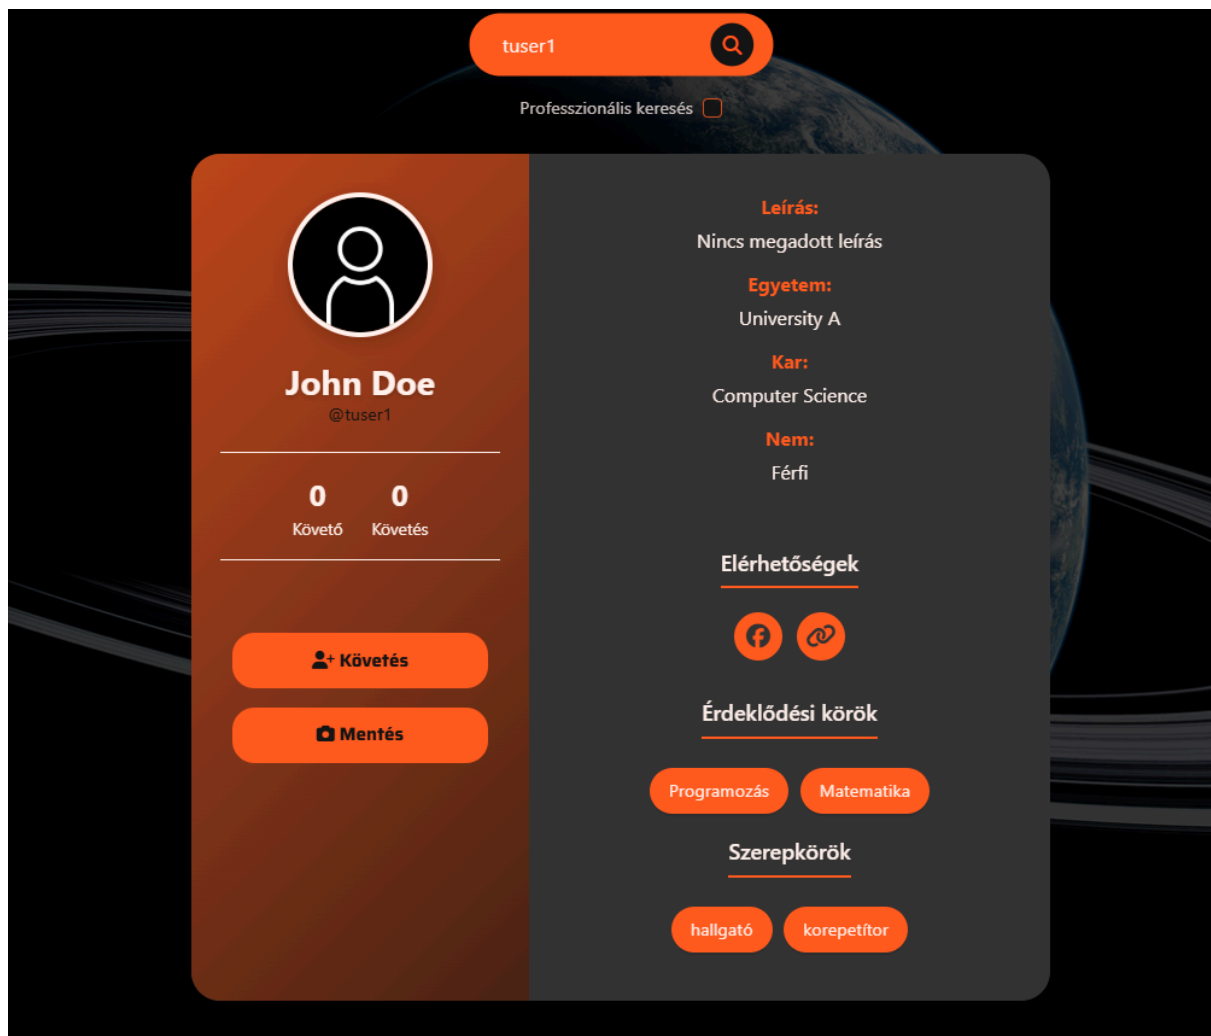 tuser1
Professzionális keresés
John Doe
@tuser1
0 0
Követő Követés
Követés
Mentés
Leírás:
Nincs megadott leírás
Egyetem:
University A
Kar:
Computer Science
Nem:
Férfi
Elérhetőségek
Érdeklődési körök
Programozás Matematika
Szerepkörök
hallgató korepetítor